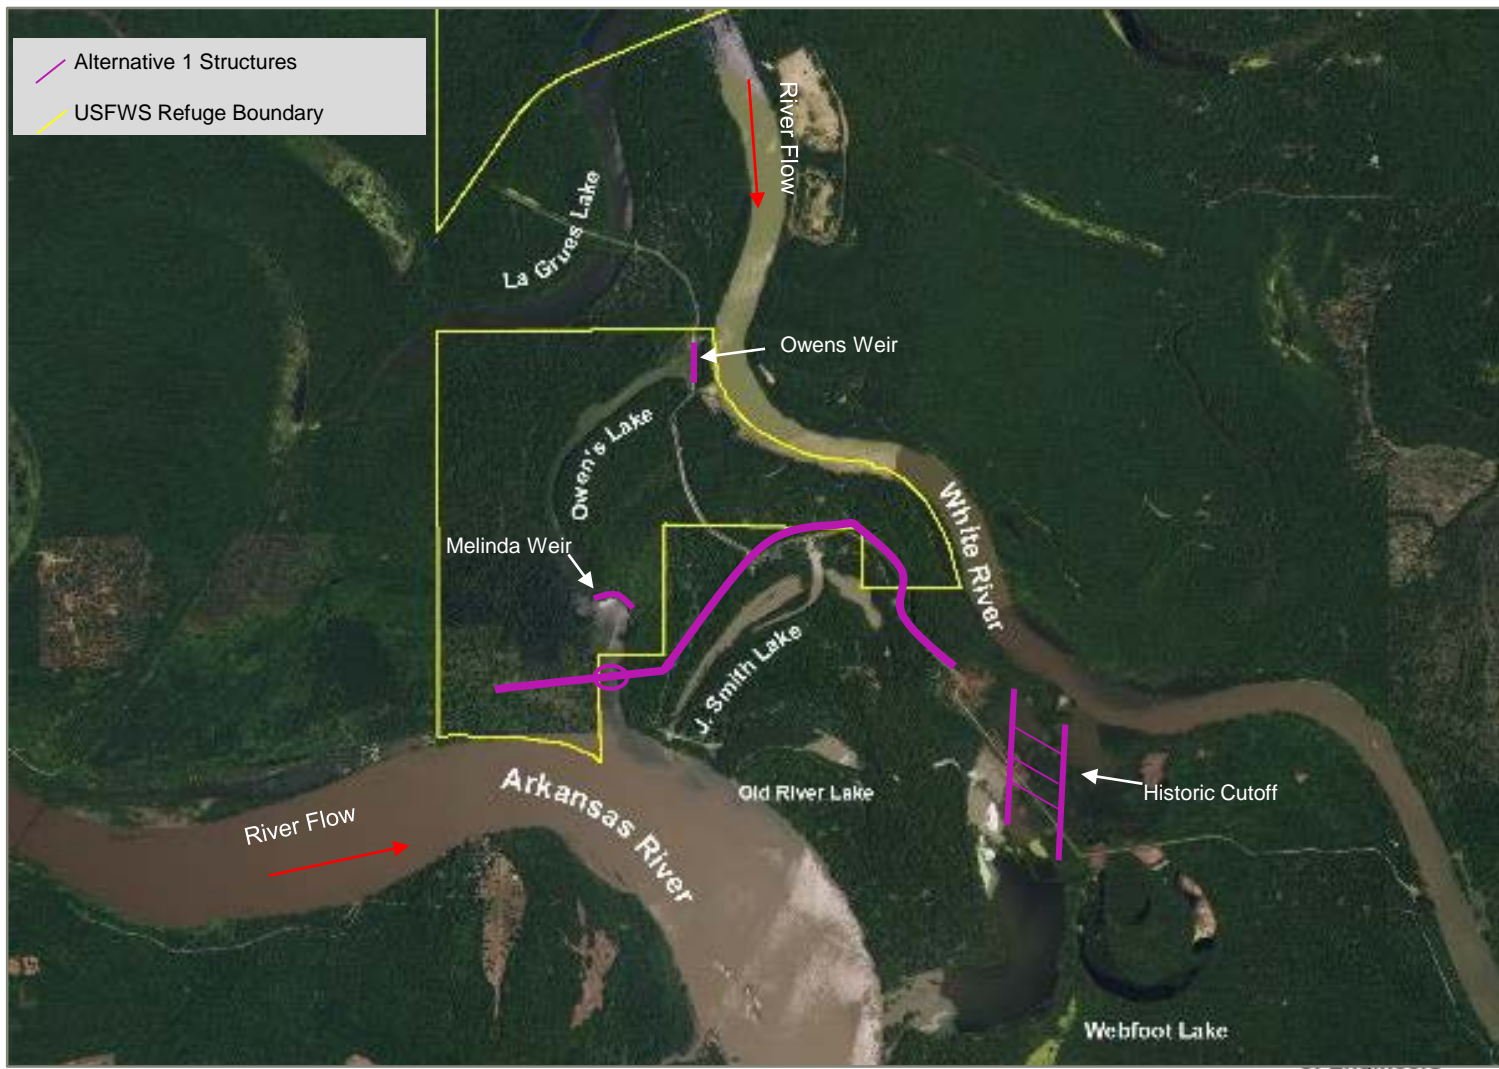 Alternative 1 Structures
USFWS Refuge Boundary
River Flow
La Grues Lake
Owens Weir
Owen's Lake
White River
Melinda Weir
J. Smith Lake
Old River Lake
Historic Cutoff
Arkansas River
River Flow
Webfoot Lake